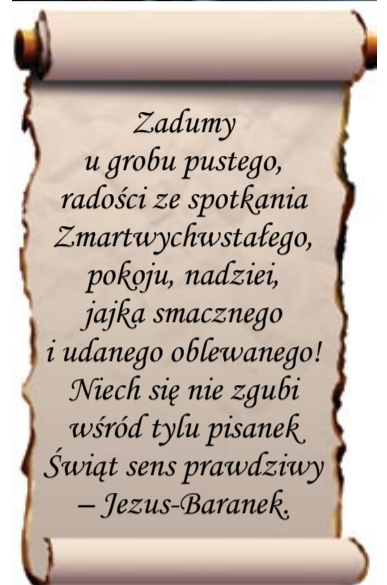 Zadumy
u grobu pustego,
radości ze spotkania
Zmartwychwstałego,
pokoju, nadziei,
jajka smacznego
i udanego oblewanego!
Niech się nie zgubi
wśród tylu pisanek
Świąt sens prawdziwy
– Jezus-Baranek.